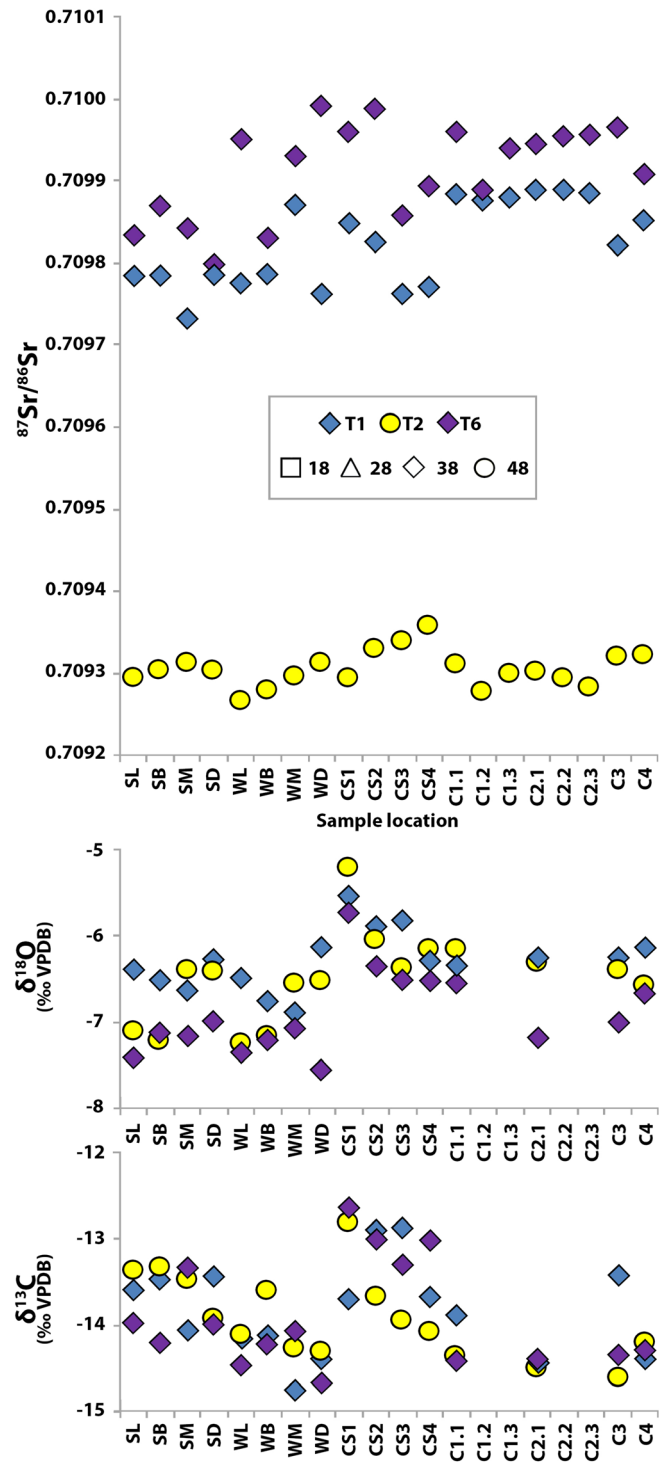 0.7101
0.7100
0.7099
0.7098
0.7097
0.7096
0.7095
0.7094
0.7093
0.7092
87Sr/86Sr
T1 T2 T6
18 28 38 48
SL SB SM SD WL WB WM WD CS1 CS2 CS3 CS4 C1.1 C1.2 C1.3 C2.1 C2.2 C2.3 C3 C4
Sample location
-5
-6
-7
-8
δ18O
(‰ VPDB)
SL SB SM SD WL WB WM WD CS1 CS2 CS3 CS4 C1.1 C1.2 C1.3 C2.1 C2.2 C2.3 C3 C4
-12
-13
-14
-15
δ13C
(‰ VPDB)
SL SB SM SD WL WB WM WD CS1 CS2 CS3 CS4 C1.1 C1.2 C1.3 C2.1 C2.2 C2.3 C3 C4